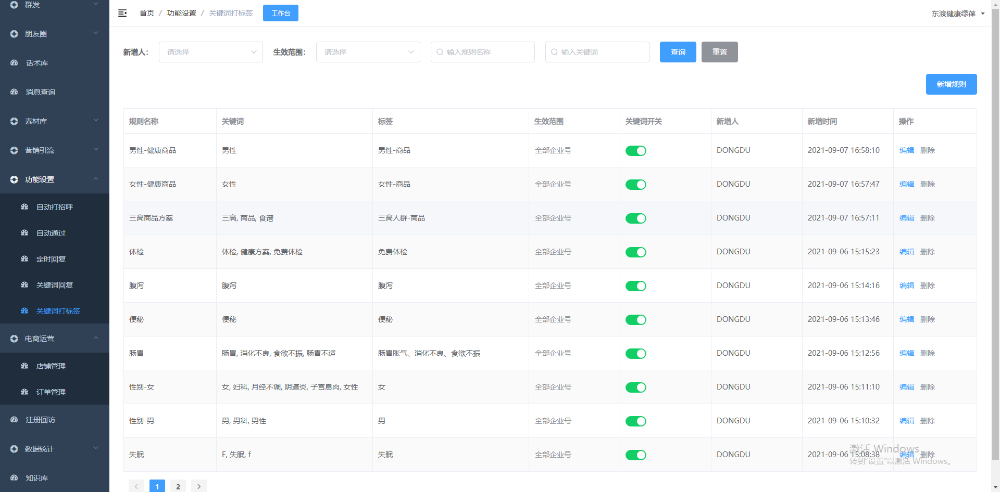 群发
朋友圈
话术库
消息查询
素材库
营销引流
功能设置
自动打招呼
自动通过
定时回复
关键词回复
关键词打标签
电商运营
店铺管理
订单管理
注册回访
数据统计
知识库
首页 / 功能设置 / 关键词打标签 工作台
东渡健康绿葆
新增人： 请选择 生效范围： 请选择 输入规则名称 输入关键词 查询 重置
新增规则
规则名称 关键词 标签 生效范围 关键词开关 新增人 新增时间 操作
男性-健康商品 男性 男性-商品 全部企业号 DONGDU 2021-09-07 16:58:10 编辑 删除
女性-健康商品 女性 女性-商品 全部企业号 DONGDU 2021-09-07 16:57:47 编辑 删除
三高商品方案 三高, 商品, 食谱 三高人群-商品 全部企业号 DONGDU 2021-09-07 16:57:11 编辑 删除
体检 体检, 健康方案, 免费体检 免费体检 全部企业号 DONGDU 2021-09-06 15:15:23 编辑 删除
腹泻 腹泻 腹泻 全部企业号 DONGDU 2021-09-06 15:14:16 编辑 删除
便秘 便秘 便秘 全部企业号 DONGDU 2021-09-06 15:13:46 编辑 删除
肠胃 肠胃, 消化不良, 食欲不振, 肠胃不适 肠胃胀气、消化不良、食欲不振 全部企业号 DONGDU 2021-09-06 15:12:56 编辑 删除
性别-女 女, 妇科, 月经不调, 阴道炎, 子宫息肉, 女性 女 全部企业号 DONGDU 2021-09-06 15:11:10 编辑 删除
性别-男 男, 男科, 男性 男 全部企业号 DONGDU 2021-09-06 15:10:32 编辑 删除
失眠 F, 失眠, f 失眠 全部企业号 DONGDU 2021-09-06 15:08:38 编辑 删除
激活 Windows
转到"设置"以激活 Windows。
1 2